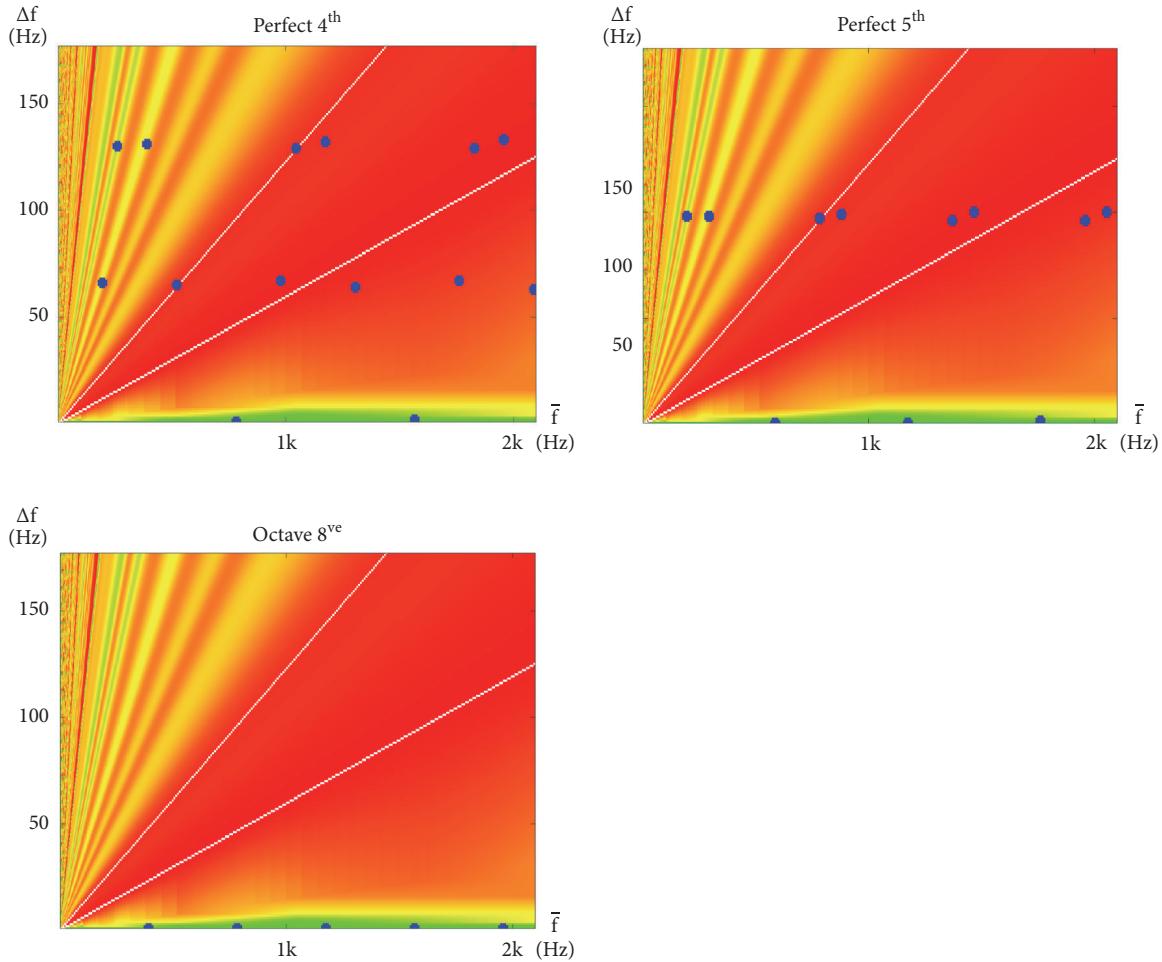 Δf
(Hz)
Perfect 4th
150
100
50
1k
2k
f̄
(Hz)
Δf
(Hz)
Perfect 5th
150
100
50
1k
2k
f̄
(Hz)
Δf
(Hz)
Octave 8ve
150
100
50
1k
2k
f̄
(Hz)